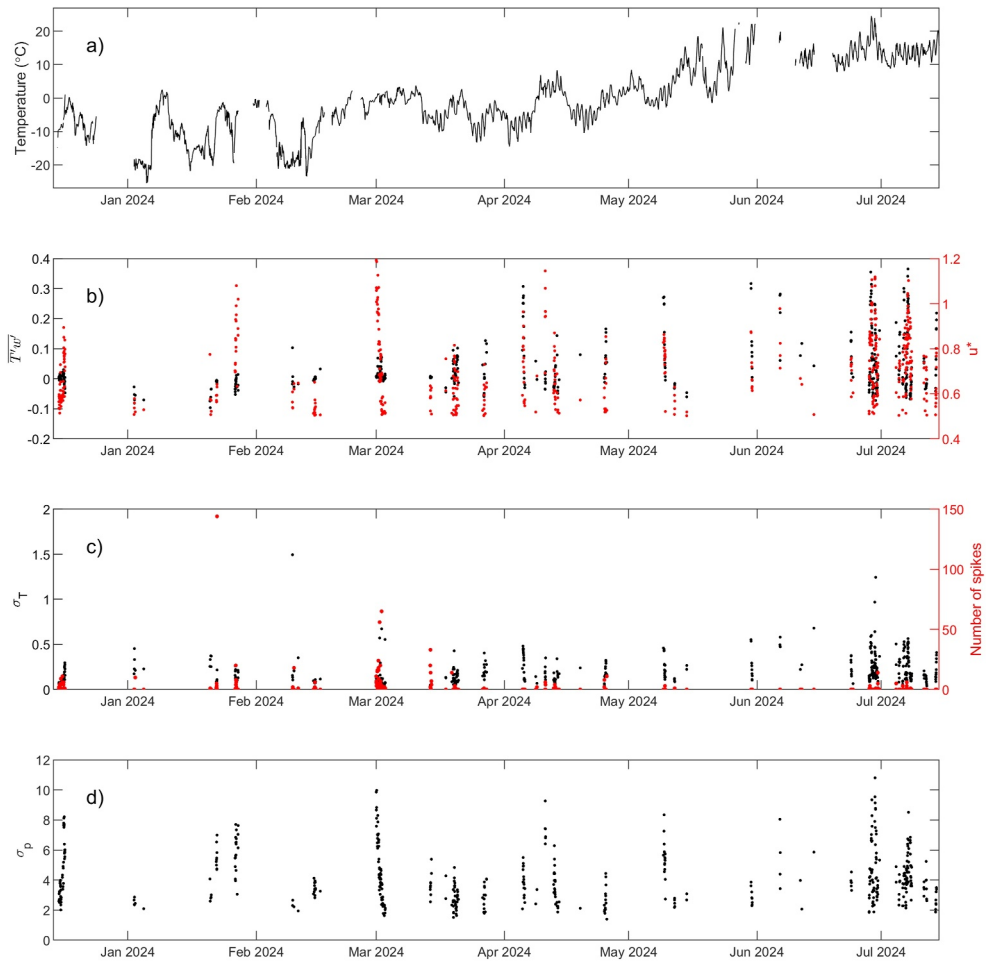 a)
Temperature (°C)
20
10
0
-10
-20
Jan 2024 Feb 2024 Mar 2024 Apr 2024 May 2024 Jun 2024 Jul 2024
b)
T'w'
0.4
0.3
0.2
0.1
0
-0.1
-0.2
1.2
1
0.8
0.6
0.4
u*
Jan 2024 Feb 2024 Mar 2024 Apr 2024 May 2024 Jun 2024 Jul 2024
c)
σT
2
1.5
1
0.5
0
150
100
50
0
Number of spikes
Jan 2024 Feb 2024 Mar 2024 Apr 2024 May 2024 Jun 2024 Jul 2024
d)
σp
12
10
8
6
4
2
0
Jan 2024 Feb 2024 Mar 2024 Apr 2024 May 2024 Jun 2024 Jul 2024